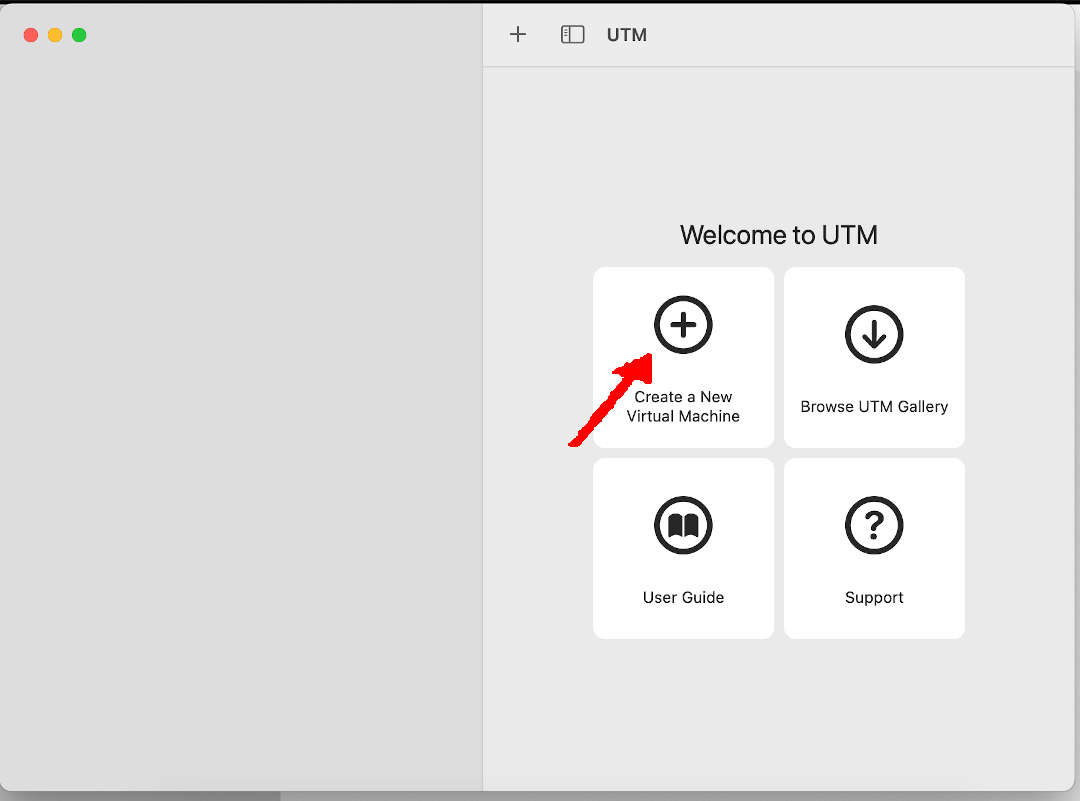 UTM
Welcome to UTM
Create a New
Virtual Machine
Browse UTM Gallery
User Guide
Support